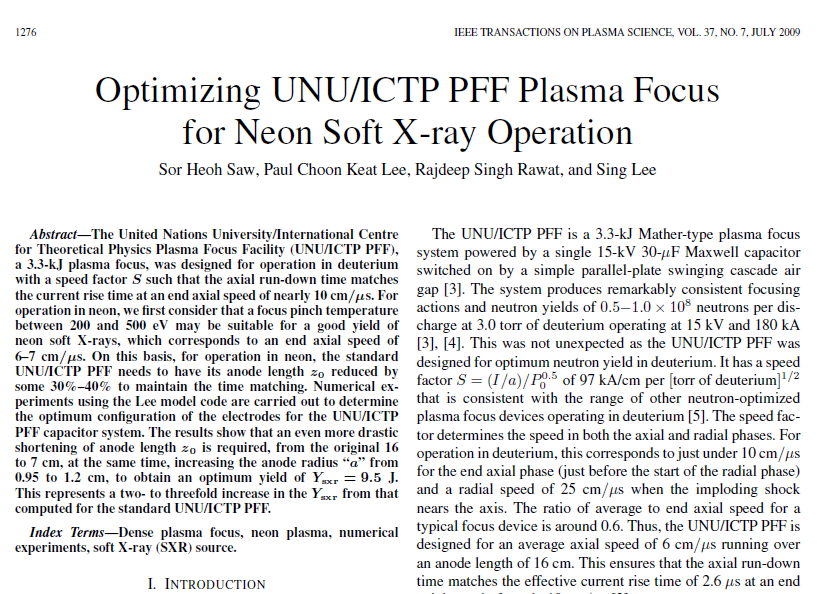 1276
IEEE TRANSACTIONS ON PLASMA SCIENCE, VOL. 37, NO. 7, JULY 2009
Optimizing UNU/ICTP PFF Plasma Focus
for Neon Soft X-ray Operation
Sor Heoh Saw, Paul Choon Keat Lee, Rajdeep Singh Rawat, and Sing Lee
Abstract—The United Nations University/International Centre
for Theoretical Physics Plasma Focus Facility (UNU/ICTP PFF),
a 3.3-kJ plasma focus, was designed for operation in deuterium
with a speed factor S such that the axial run-down time matches
the current rise time at an end axial speed of nearly 10 cm/μs. For
operation in neon, we first consider that a focus pinch temperature
between 200 and 500 eV may be suitable for a good yield of
neon soft X-rays, which corresponds to an end axial speed of
6–7 cm/μs. On this basis, for operation in neon, the standard
UNU/ICTP PFF needs to have its anode length z₀ reduced by
some 30%–40% to maintain the time matching. Numerical ex-
periments using the Lee model code are carried out to determine
the optimum configuration of the electrodes for the UNU/ICTP
PFF capacitor system. The results show that an even more drastic
shortening of anode length z₀ is required, from the original 16
to 7 cm, at the same time, increasing the anode radius “a” from
0.95 to 1.2 cm, to obtain an optimum yield of Y_sxr = 9.5 J.
This represents a two- to threefold increase in the Y_sxr from that
computed for the standard UNU/ICTP PFF.
Index Terms—Dense plasma focus, neon plasma, numerical
experiments, soft X-ray (SXR) source.
I. INTRODUCTION
The UNU/ICTP PFF is a 3.3-kJ Mather-type plasma focus
system powered by a single 15-kV 30-μF Maxwell capacitor
switched on by a simple parallel-plate swinging cascade air
gap [3]. The system produces remarkably consistent focusing
actions and neutron yields of 0.5−1.0 × 10⁸ neutrons per dis-
charge at 3.0 torr of deuterium operating at 15 kV and 180 kA
[3], [4]. This was not unexpected as the UNU/ICTP PFF was
designed for optimum neutron yield in deuterium. It has a speed
factor S = (I/a)/P₀^0.5 of 97 kA/cm per [torr of deuterium]^1/2
that is consistent with the range of other neutron-optimized
plasma focus devices operating in deuterium [5]. The speed fac-
tor determines the speed in both the axial and radial phases. For
operation in deuterium, this corresponds to just under 10 cm/μs
for the end axial phase (just before the start of the radial phase)
and a radial speed of 25 cm/μs when the imploding shock
nears the axis. The ratio of average to end axial speed for a
typical focus device is around 0.6. Thus, the UNU/ICTP PFF is
designed for an average axial speed of 6 cm/μs running over
an anode length of 16 cm. This ensures that the axial run-down
time matches the effective current rise time of 2.6 μs at an end